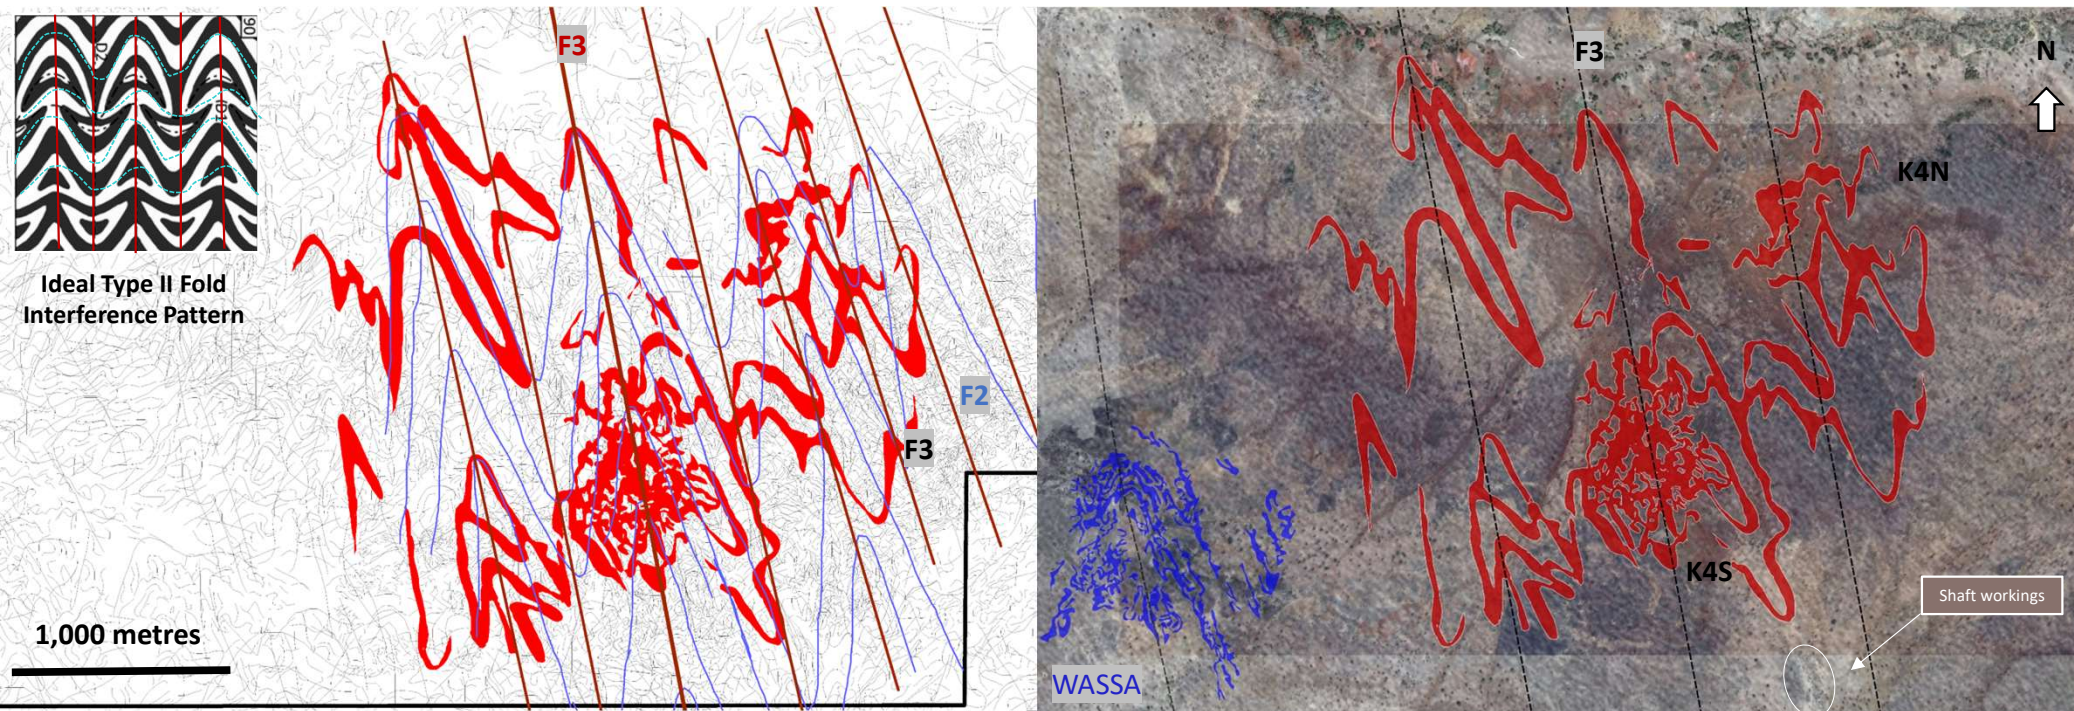 F3
Ideal Type II Fold
Interference Pattern
F2
F3
1,000 metres
F3
N
K4N
K4S
Shaft workings
WASSA